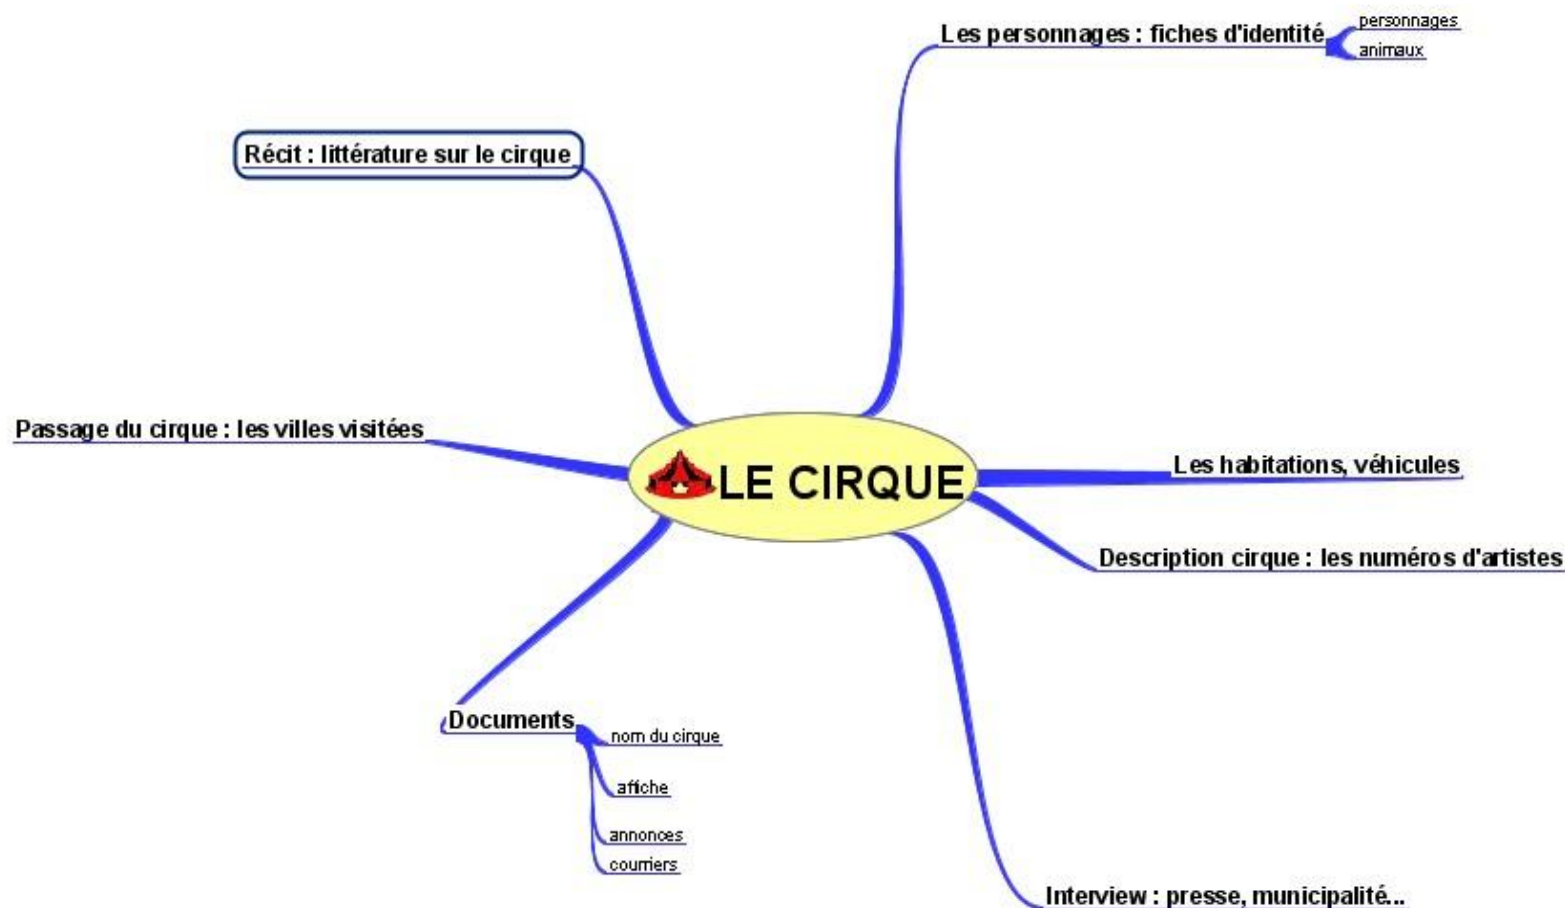 Les personnages : fiches d'identité
personnages
animaux
Récit : littérature sur le cirque
Passage du cirque : les villes visitées
LE CIRQUE
Les habitations, véhicules
Description cirque : les numéros d'artistes
Documents
nom du cirque
affiche
annonces
courriers
Interview : presse, municipalité...